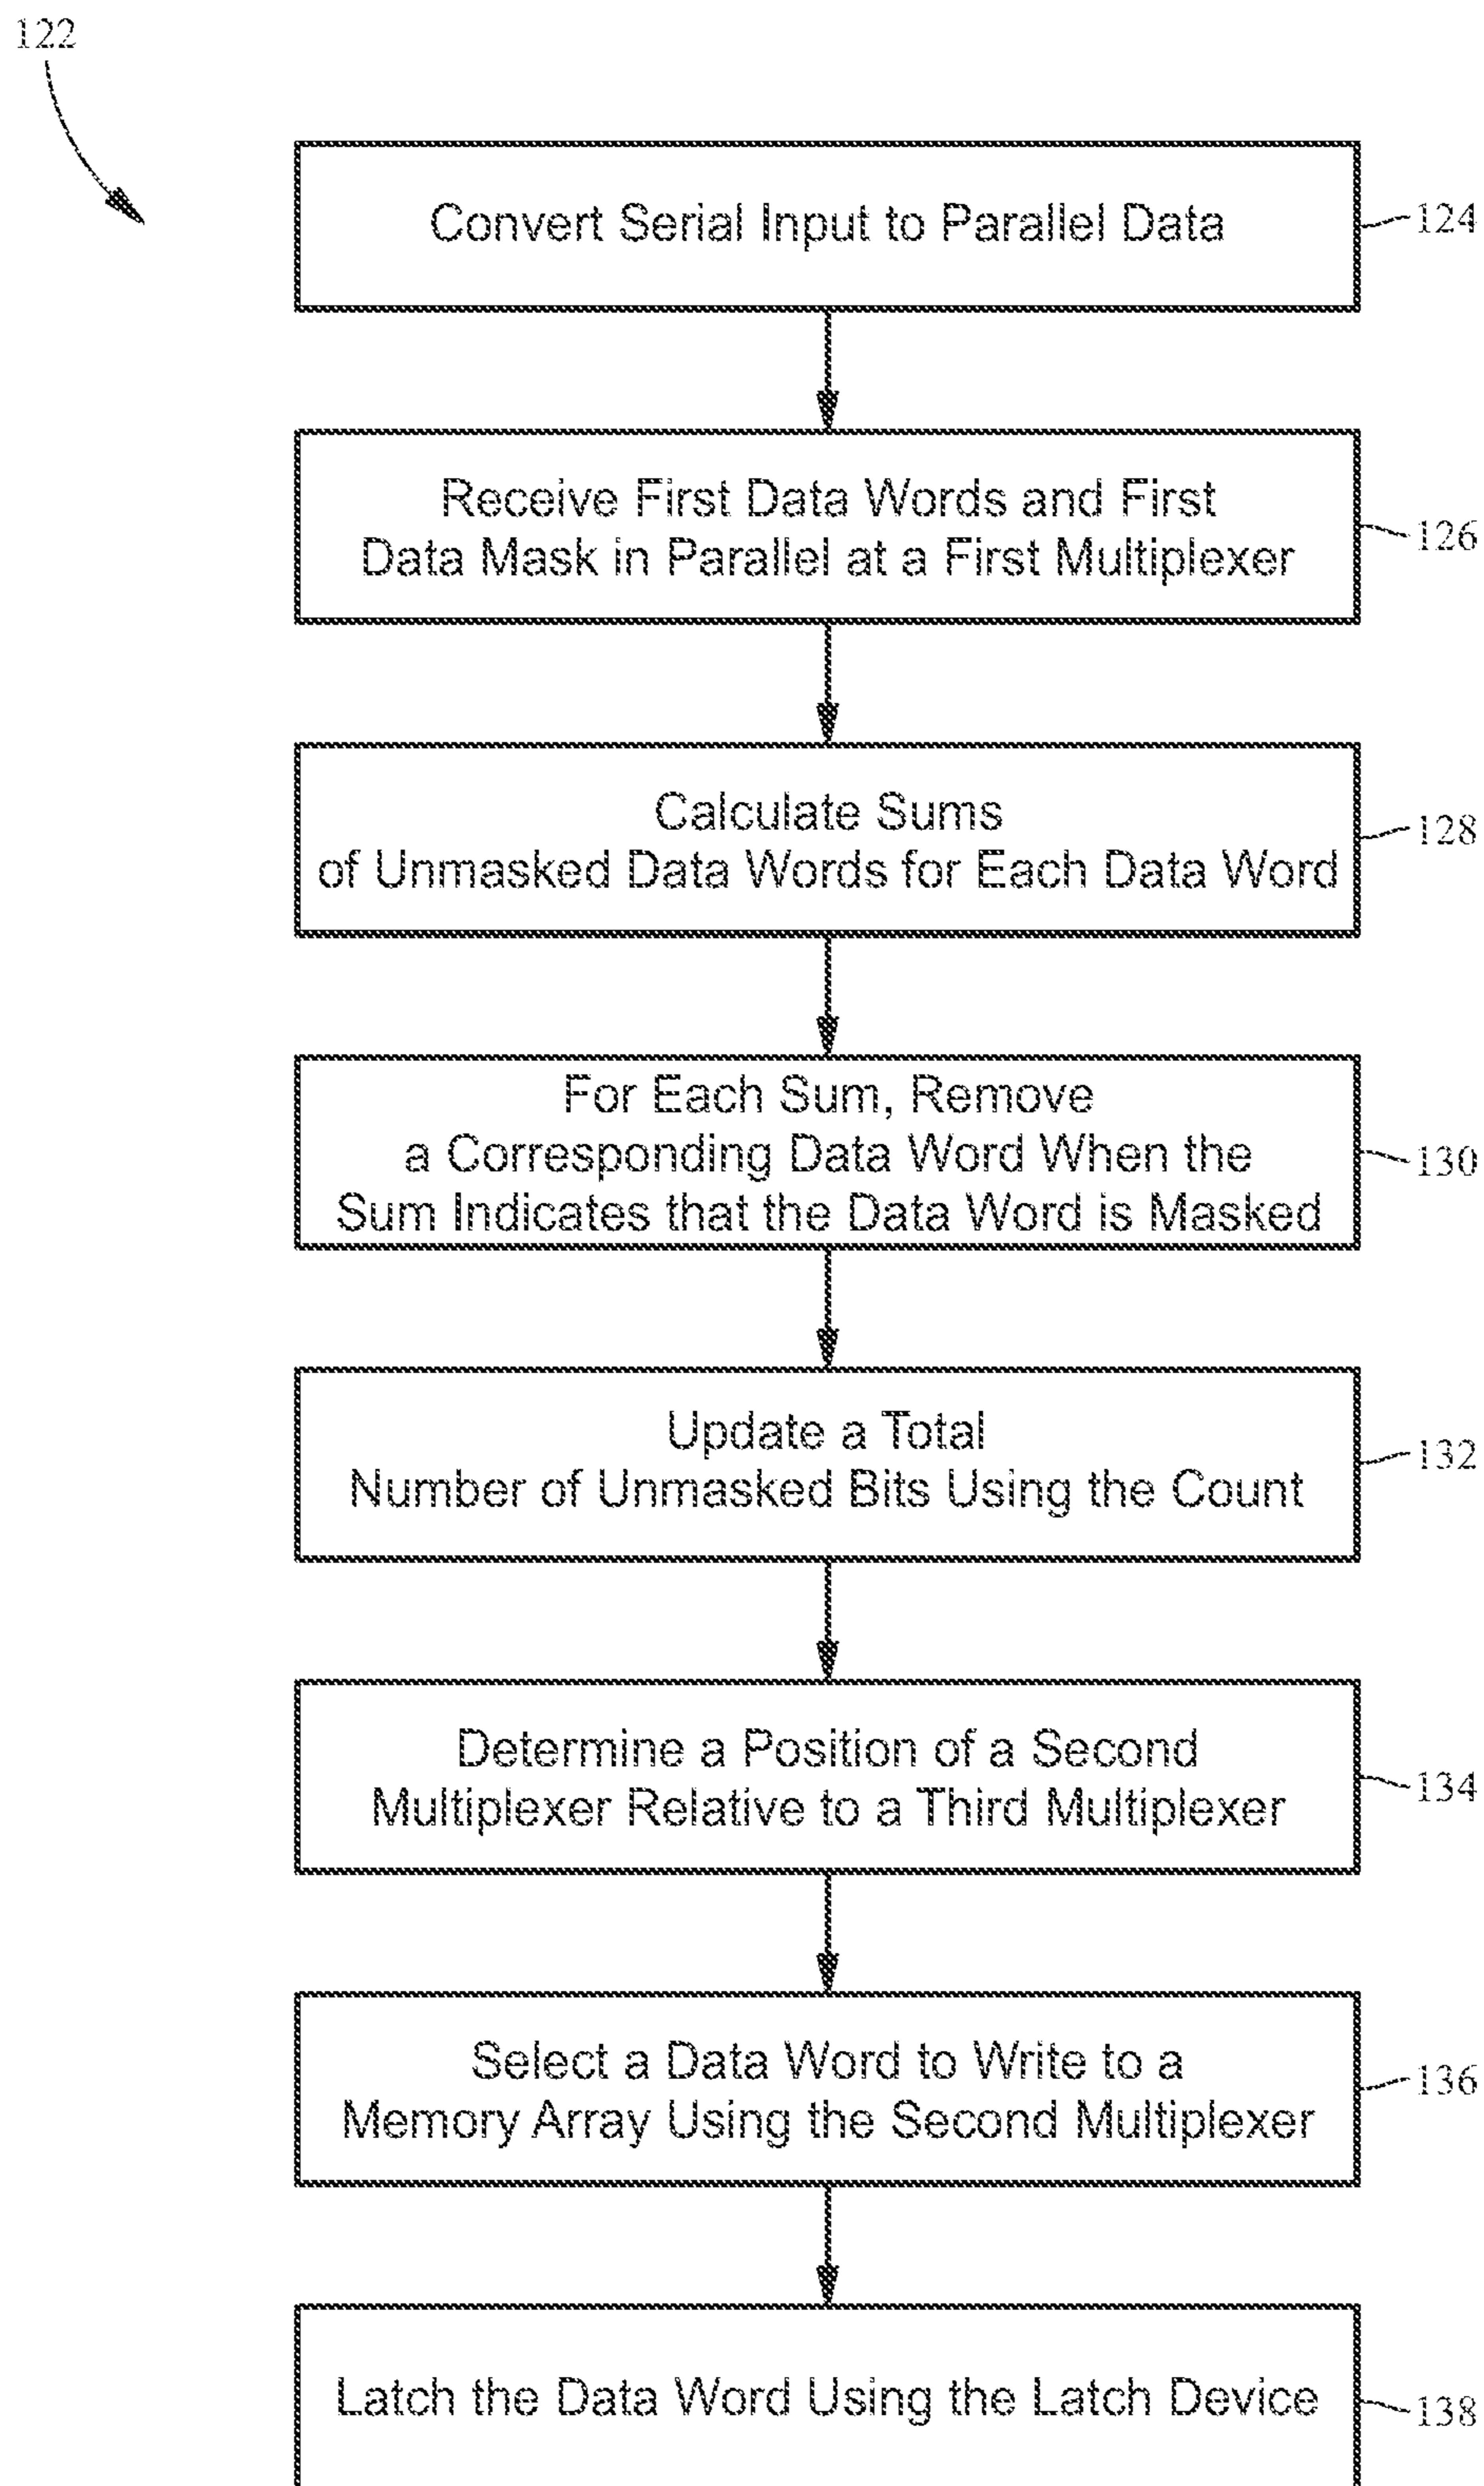 122
Convert Serial Input to Parallel Data
124
Receive First Data Words and First
Data Mask in Parallel at a First Multiplexer
126
Calculate Sums
of Unmasked Data Words for Each Data Word
128
For Each Sum, Remove
a Corresponding Data Word When the
Sum Indicates that the Data Word is Masked
130
Update a Total
Number of Unmasked Bits Using the Count
132
Determine a Position of a Second
Multiplexer Relative to a Third Multiplexer
134
Select a Data Word to Write to a
Memory Array Using the Second Multiplexer
136
Latch the Data Word Using the Latch Device
138